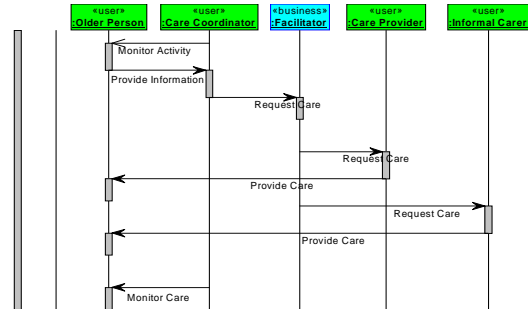 «user»
:Older Person
«user»
:Care Coordinator
«business»
:Facilitator
«user»
:Care Provider
«user»
:Informal Carer
Monitor Activity
Provide Information
Request Care
Request Care
Provide Care
Request Care
Provide Care
Monitor Care